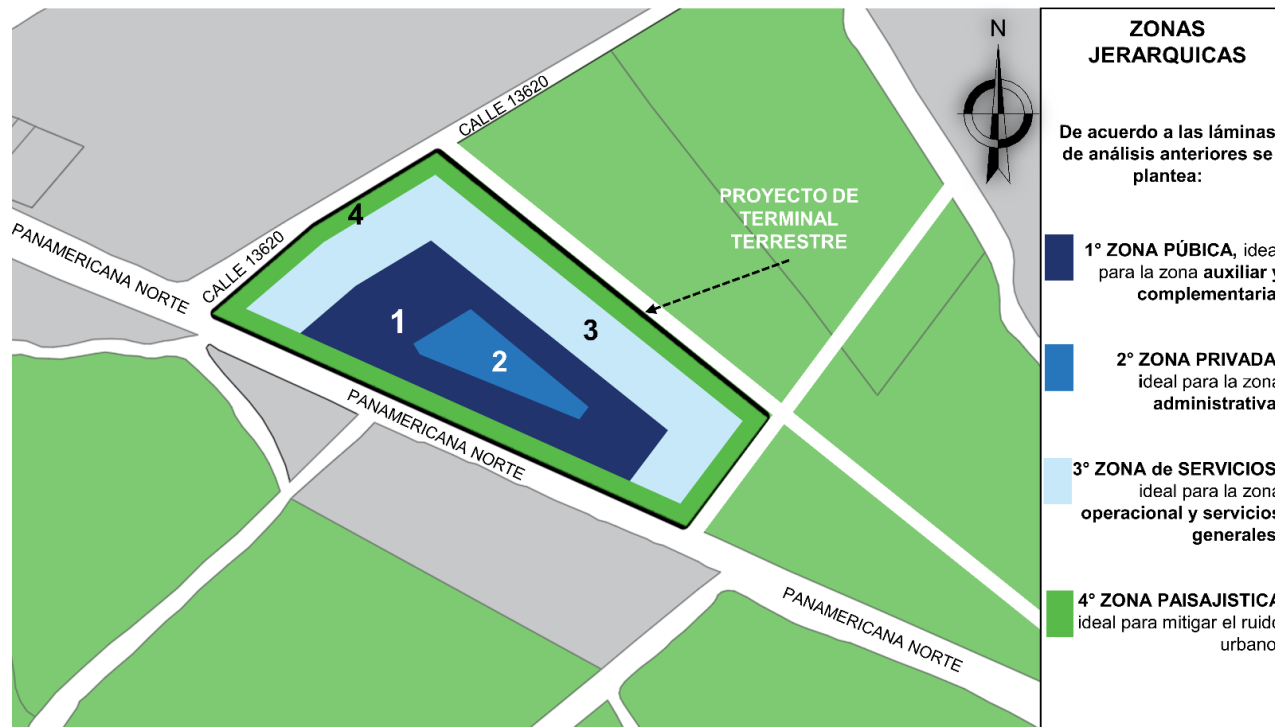 ZONAS
JERARQUICAS
De acuerdo a las láminas
de análisis anteriores se
plantea:
1° ZONA PÚBICA, idea
para la zona auxiliar y
complementaria
2° ZONA PRIVADA
ideal para la zona
administrativa
3° ZONA de SERVICIOS
ideal para la zona
operacional y servicios
generales
4° ZONA PAISAJISTICA
ideal para mitigar el ruido
urbano
N
CALLE 13620
CALLE 13620
PANAMERICANA NORTE
PANAMERICANA NORTE
PANAMERICANA NORTE
PROYECTO DE
TERMINAL
TERRESTRE
4
1
3
2